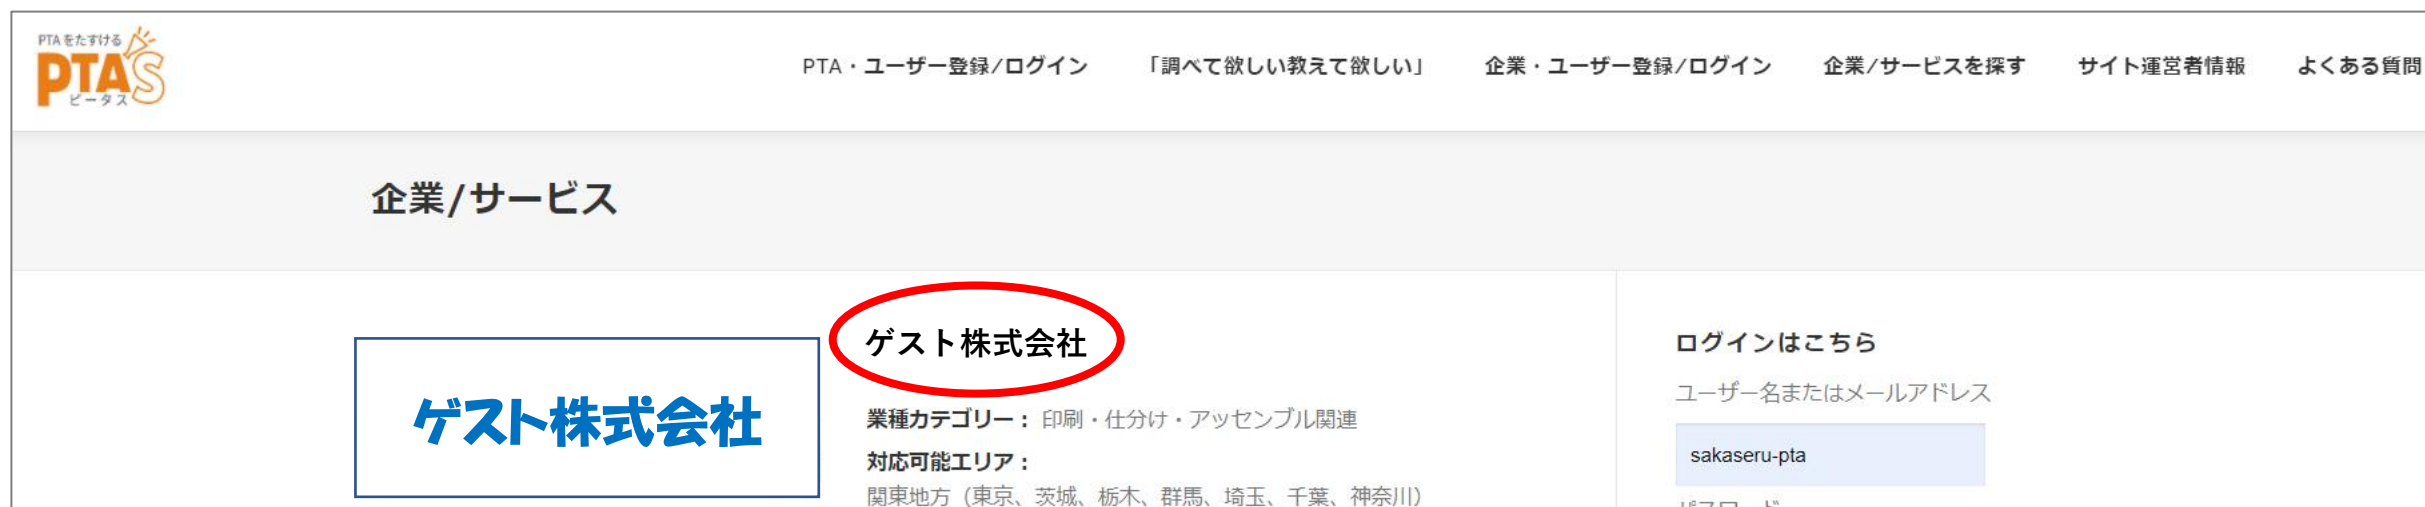 PTAをたすける
PTA'S
ピータス
PTA・ユーザー登録/ログイン 「調べて欲しい教えて欲しい」 企業・ユーザー登録/ログイン 企業/サービスを探す サイト運営者情報 よくある質問
企業/サービス
ゲスト株式会社
ゲスト株式会社
業種カテゴリー： 印刷・仕分け・アッセンブル関連
対応可能エリア：
関東地方（東京、茨城、栃木、群馬、埼玉、千葉、神奈川）
ログインはこちら
ユーザー名またはメールアドレス
sakaseru-pta
パスワード